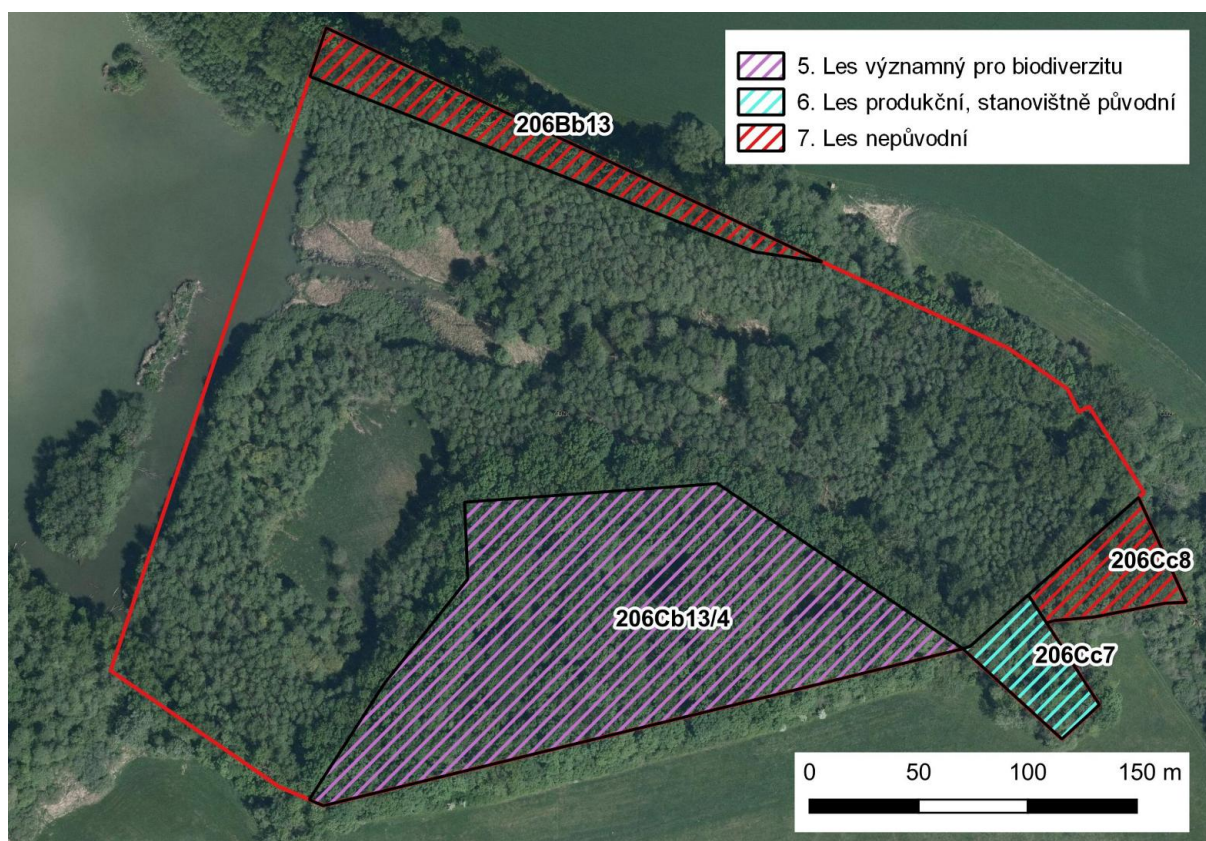 5. Les významný pro biodiverzitu
6. Les produkční, stanovištně původní
7. Les nepůvodní
206Bb13
206Cc8
206Cb13/4
206Cc7
0 50 100 150 m